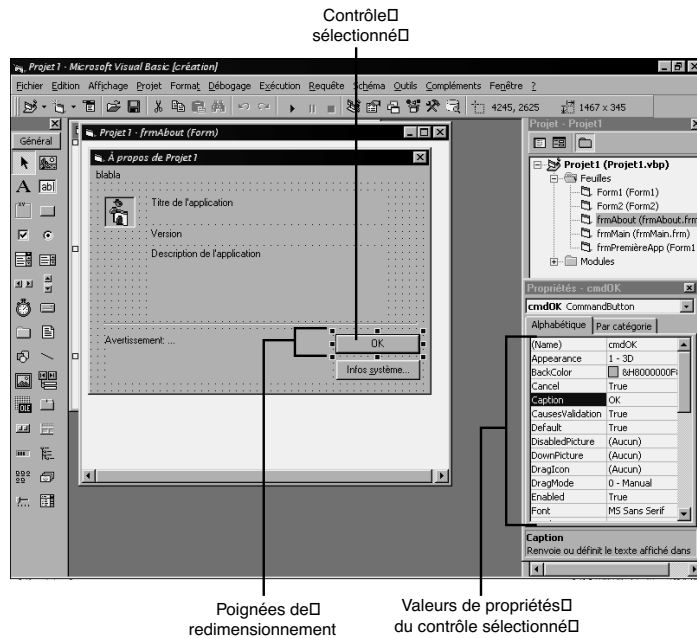 Contrôle
sélectionné
Projet1 - Microsoft Visual Basic [création]
Fichier Edition Affichage Projet Format Débogage Exécution Requête Schéma Outils Compléments Fenêtre ?
4245, 2625 1467 x 345
Général
A ab|
OLE
Projet1 - frmAbout (Form)
À propos de Projet1
blabla
Titre de l'application
Version
Description de l'application
Avertissement: ...
OK
Infos système...
Projet - Projet1
Projet1 (Projet1.vbp)
Feuilles
Form1 (Form1)
Form2 (Form2)
frmAbout (frmAbout.frm
frmMain (frmMain.frm)
frmPremièreApp (Form1
Modules
Propriétés - cmdOK
cmdOK CommandButton
Alphabétique Par catégorie
(Name) cmdOK
Appearance 1 - 3D
BackColor &H8000000F&
Cancel True
Caption OK
CausesValidation True
Default True
DisabledPicture (Aucun)
DownPicture (Aucun)
DragIcon (Aucun)
DragMode 0 - Manual
Enabled True
Font MS Sans Serif
Caption
Renvoie ou définit le texte affiché dans
Poignées de
redimensionnement
Valeurs de propriétés
du contrôle sélectionné